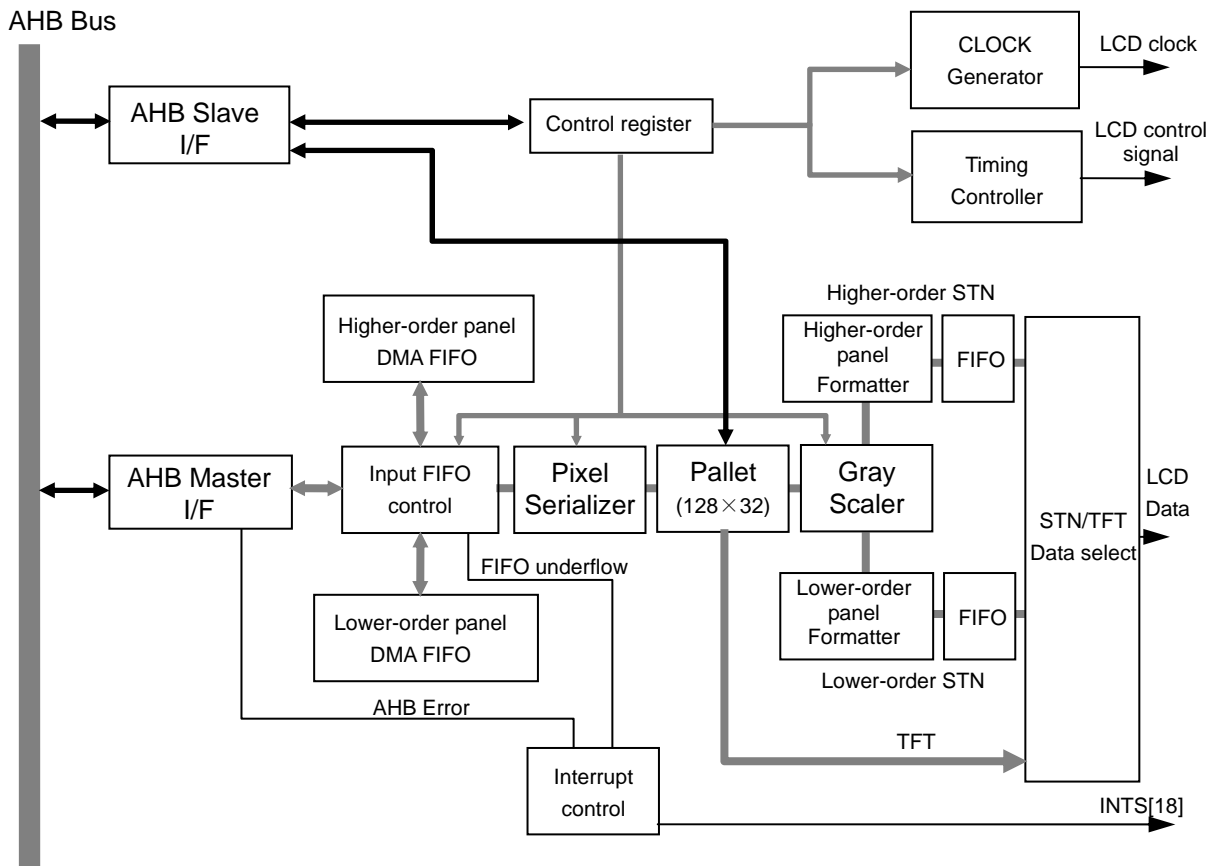 AHB Bus
CLOCK
Generator
LCD clock
AHB Slave
I/F
Control register
LCD control
signal
Timing
Controller
Higher-order STN
Higher-order panel
DMA FIFO
Higher-order
panel
Formatter
FIFO
AHB Master
I/F
Input FIFO
control
Pixel
Serializer
Pallet
(128×32)
Gray
Scaler
STN/TFT
Data select
LCD
Data
FIFO underflow
Lower-order panel
DMA FIFO
Lower-order
panel
Formatter
FIFO
Lower-order STN
AHB Error
TFT
Interrupt
control
INTS[18]